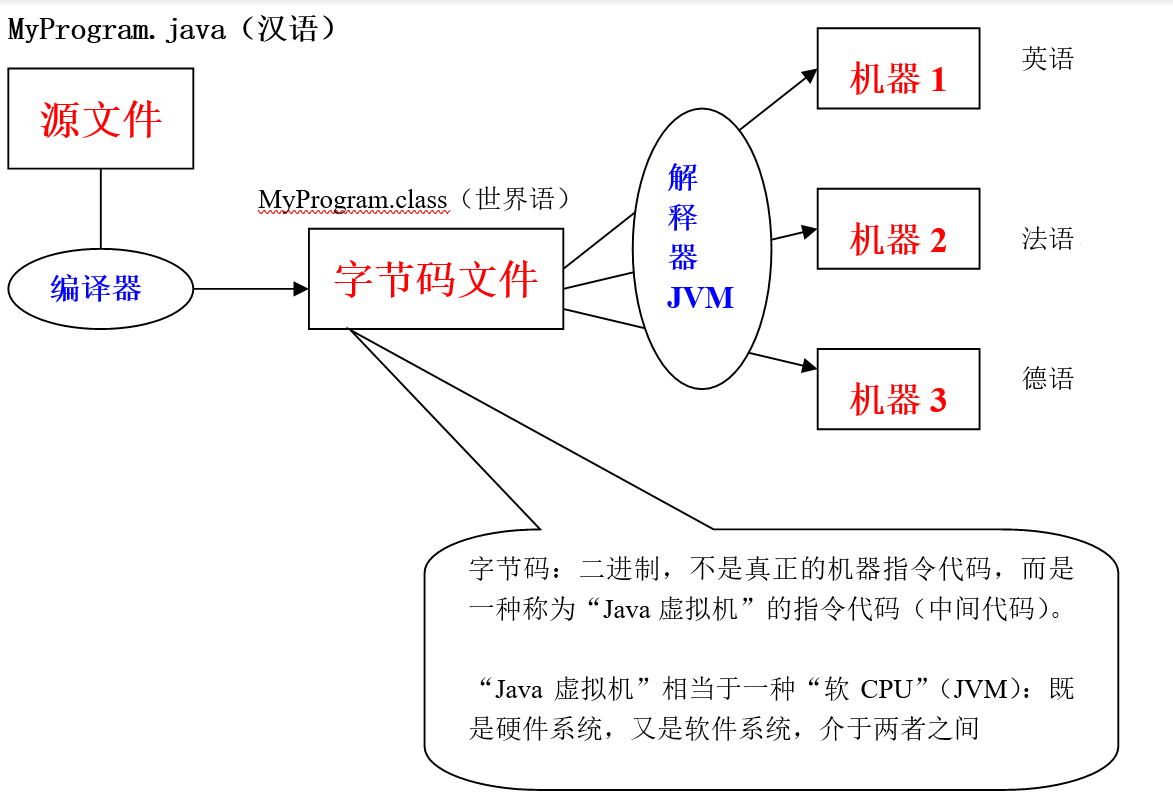 MyProgram.java（汉语）
源文件
编译器
MyProgram.class（世界语）
字节码文件
解
释
器
JVM
机器 1
英语
机器 2
法语
机器 3
德语
字节码：二进制，不是真正的机器指令代码，而是
一种称为“Java 虚拟机”的指令代码（中间代码）。
“Java 虚拟机”相当于一种“软 CPU”（JVM）：既
是硬件系统，又是软件系统，介于两者之间